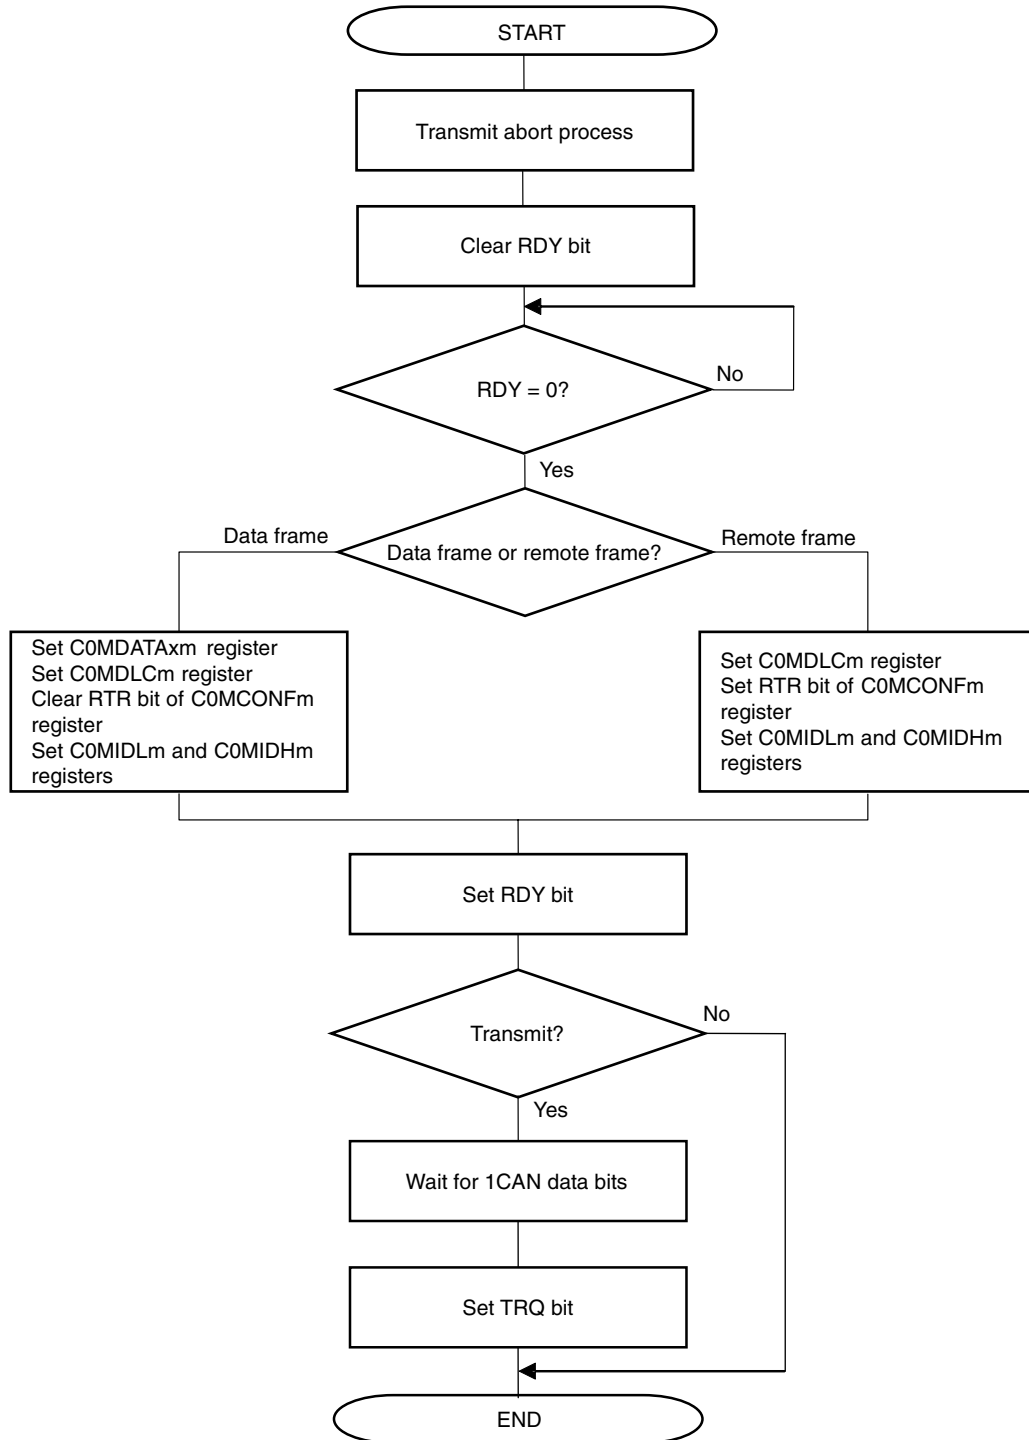 START
Transmit abort process
Clear RDY bit
RDY = 0?
No
Yes
Data frame
Data frame or remote frame?
Remote frame
Set C0MDATAxm register
Set C0MDLCm register
Clear RTR bit of C0MCONFm
register
Set C0MIDLm and C0MIDHm
registers
Set C0MDLCm register
Set RTR bit of C0MCONFm
register
Set C0MIDLm and C0MIDHm
registers
Set RDY bit
Transmit?
No
Yes
Wait for 1CAN data bits
Set TRQ bit
END